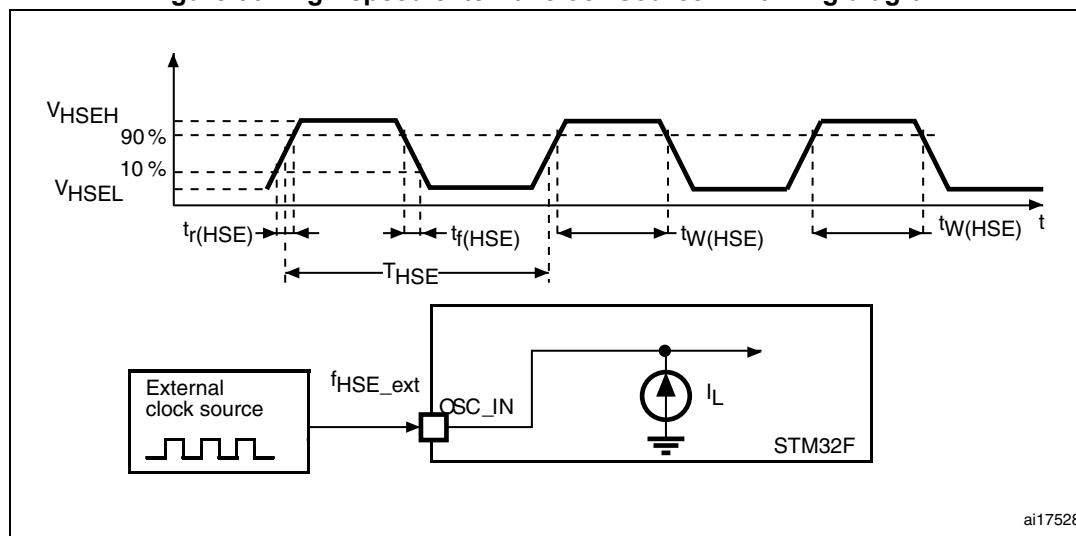 V_HSEH
90 %
10 %
V_HSEL
t_r(HSE)
t_f(HSE)
t_W(HSE)
t_W(HSE)
t
T_HSE
External
clock source
f_HSE_ext
OSC_IN
I_L
STM32F
ai17528